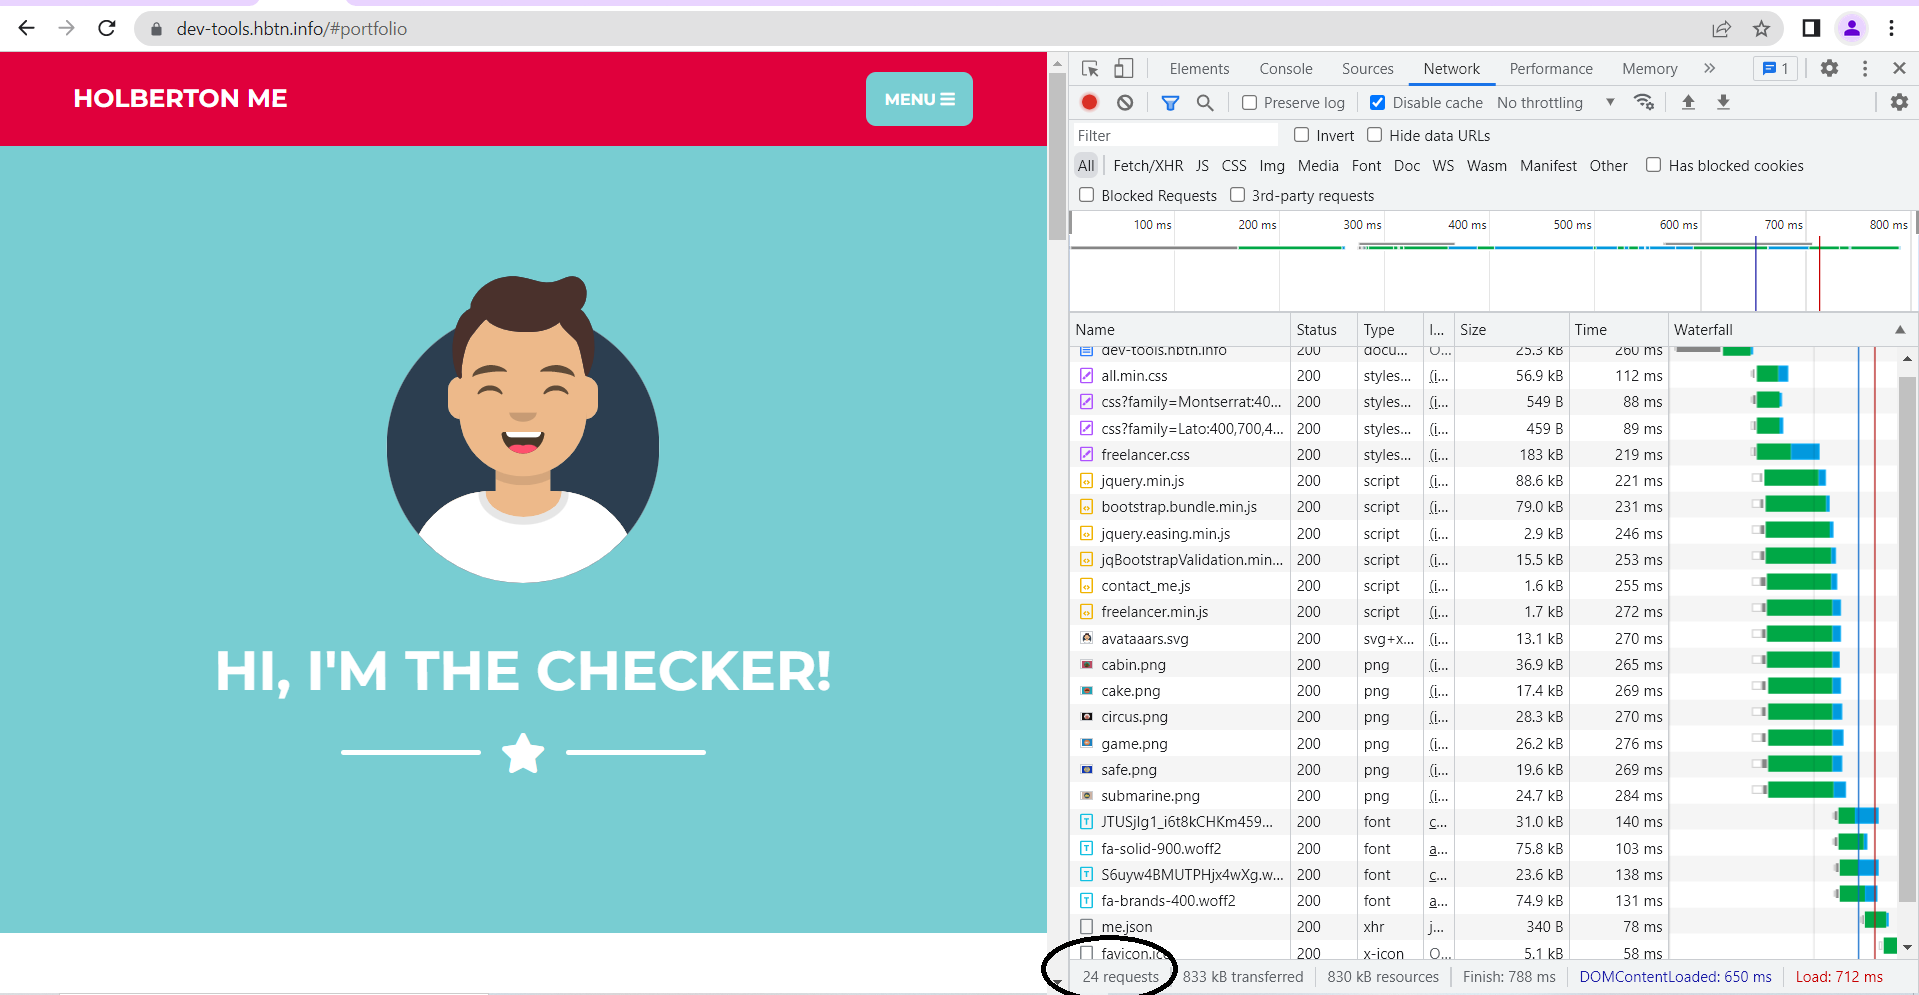 dev-tools.hbtn.info/#portfolio
HOLBERTON ME
MENU
HI, I'M THE CHECKER!
Elements Console Sources Network Performance Memory 1
Preserve log Disable cache No throttling
Filter Invert Hide data URLs
All Fetch/XHR JS CSS Img Media Font Doc WS Wasm Manifest Other Has blocked cookies
Blocked Requests 3rd-party requests
100 ms 200 ms 300 ms 400 ms 500 ms 600 ms 700 ms 800 ms
Name Status Type I... Size Time Waterfall
dev-tools.hbtn.info 200 docu... O... 25.3 kB 260 ms
all.min.css 200 styles... (i... 56.9 kB 112 ms
css?family=Montserrat:40... 200 styles... (i... 549 B 88 ms
css?family=Lato:400,700,4... 200 styles... (i... 459 B 89 ms
freelancer.css 200 styles... (i... 183 kB 219 ms
jquery.min.js 200 script (i... 88.6 kB 221 ms
bootstrap.bundle.min.js 200 script (i... 79.0 kB 231 ms
jquery.easing.min.js 200 script (i... 2.9 kB 246 ms
jqBootstrapValidation.min... 200 script (i... 15.5 kB 253 ms
contact_me.js 200 script (i... 1.6 kB 255 ms
freelancer.min.js 200 script (i... 1.7 kB 272 ms
avataaars.svg 200 svg+x... (i... 13.1 kB 270 ms
cabin.png 200 png (i... 36.9 kB 265 ms
cake.png 200 png (i... 17.4 kB 269 ms
circus.png 200 png (i... 28.3 kB 270 ms
game.png 200 png (i... 26.2 kB 276 ms
safe.png 200 png (i... 19.6 kB 269 ms
submarine.png 200 png (i... 24.7 kB 284 ms
JTUSjIg1_i6t8kCHKm459... 200 font c... 31.0 kB 140 ms
fa-solid-900.woff2 200 font a... 75.8 kB 103 ms
S6uyw4BMUTPHjx4wXg.w... 200 font c... 23.6 kB 138 ms
fa-brands-400.woff2 200 font a... 74.9 kB 131 ms
me.json 200 xhr j... 340 B 78 ms
favicon.ico 200 x-icon O... 5.1 kB 58 ms
24 requests 833 kB transferred 830 kB resources Finish: 788 ms DOMContentLoaded: 650 ms Load: 712 ms